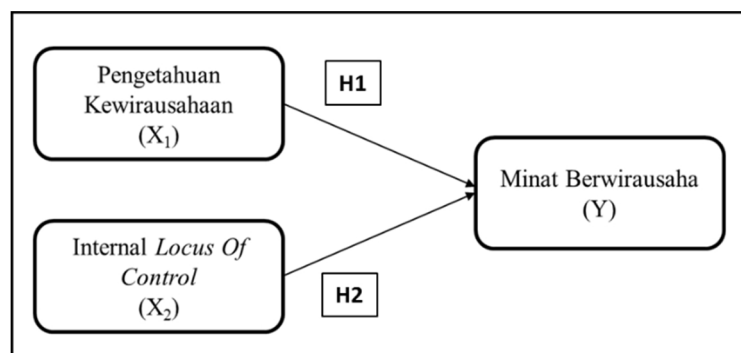 Pengetahuan
Kewirausahaan
(X₁)
H1
Minat Berwirausaha
(Y)
Internal Locus Of
Control
(X₂)
H2